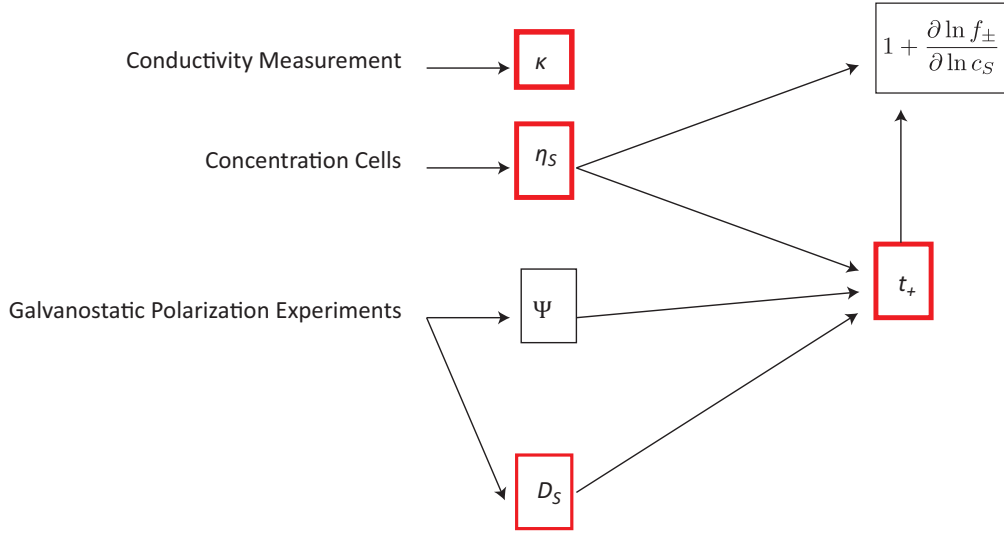 Conductivity Measurement
κ
1 + ∂ ln f± / ∂ ln cS
Concentration Cells
ηS
t+
Galvanostatic Polarization Experiments
Ψ
DS